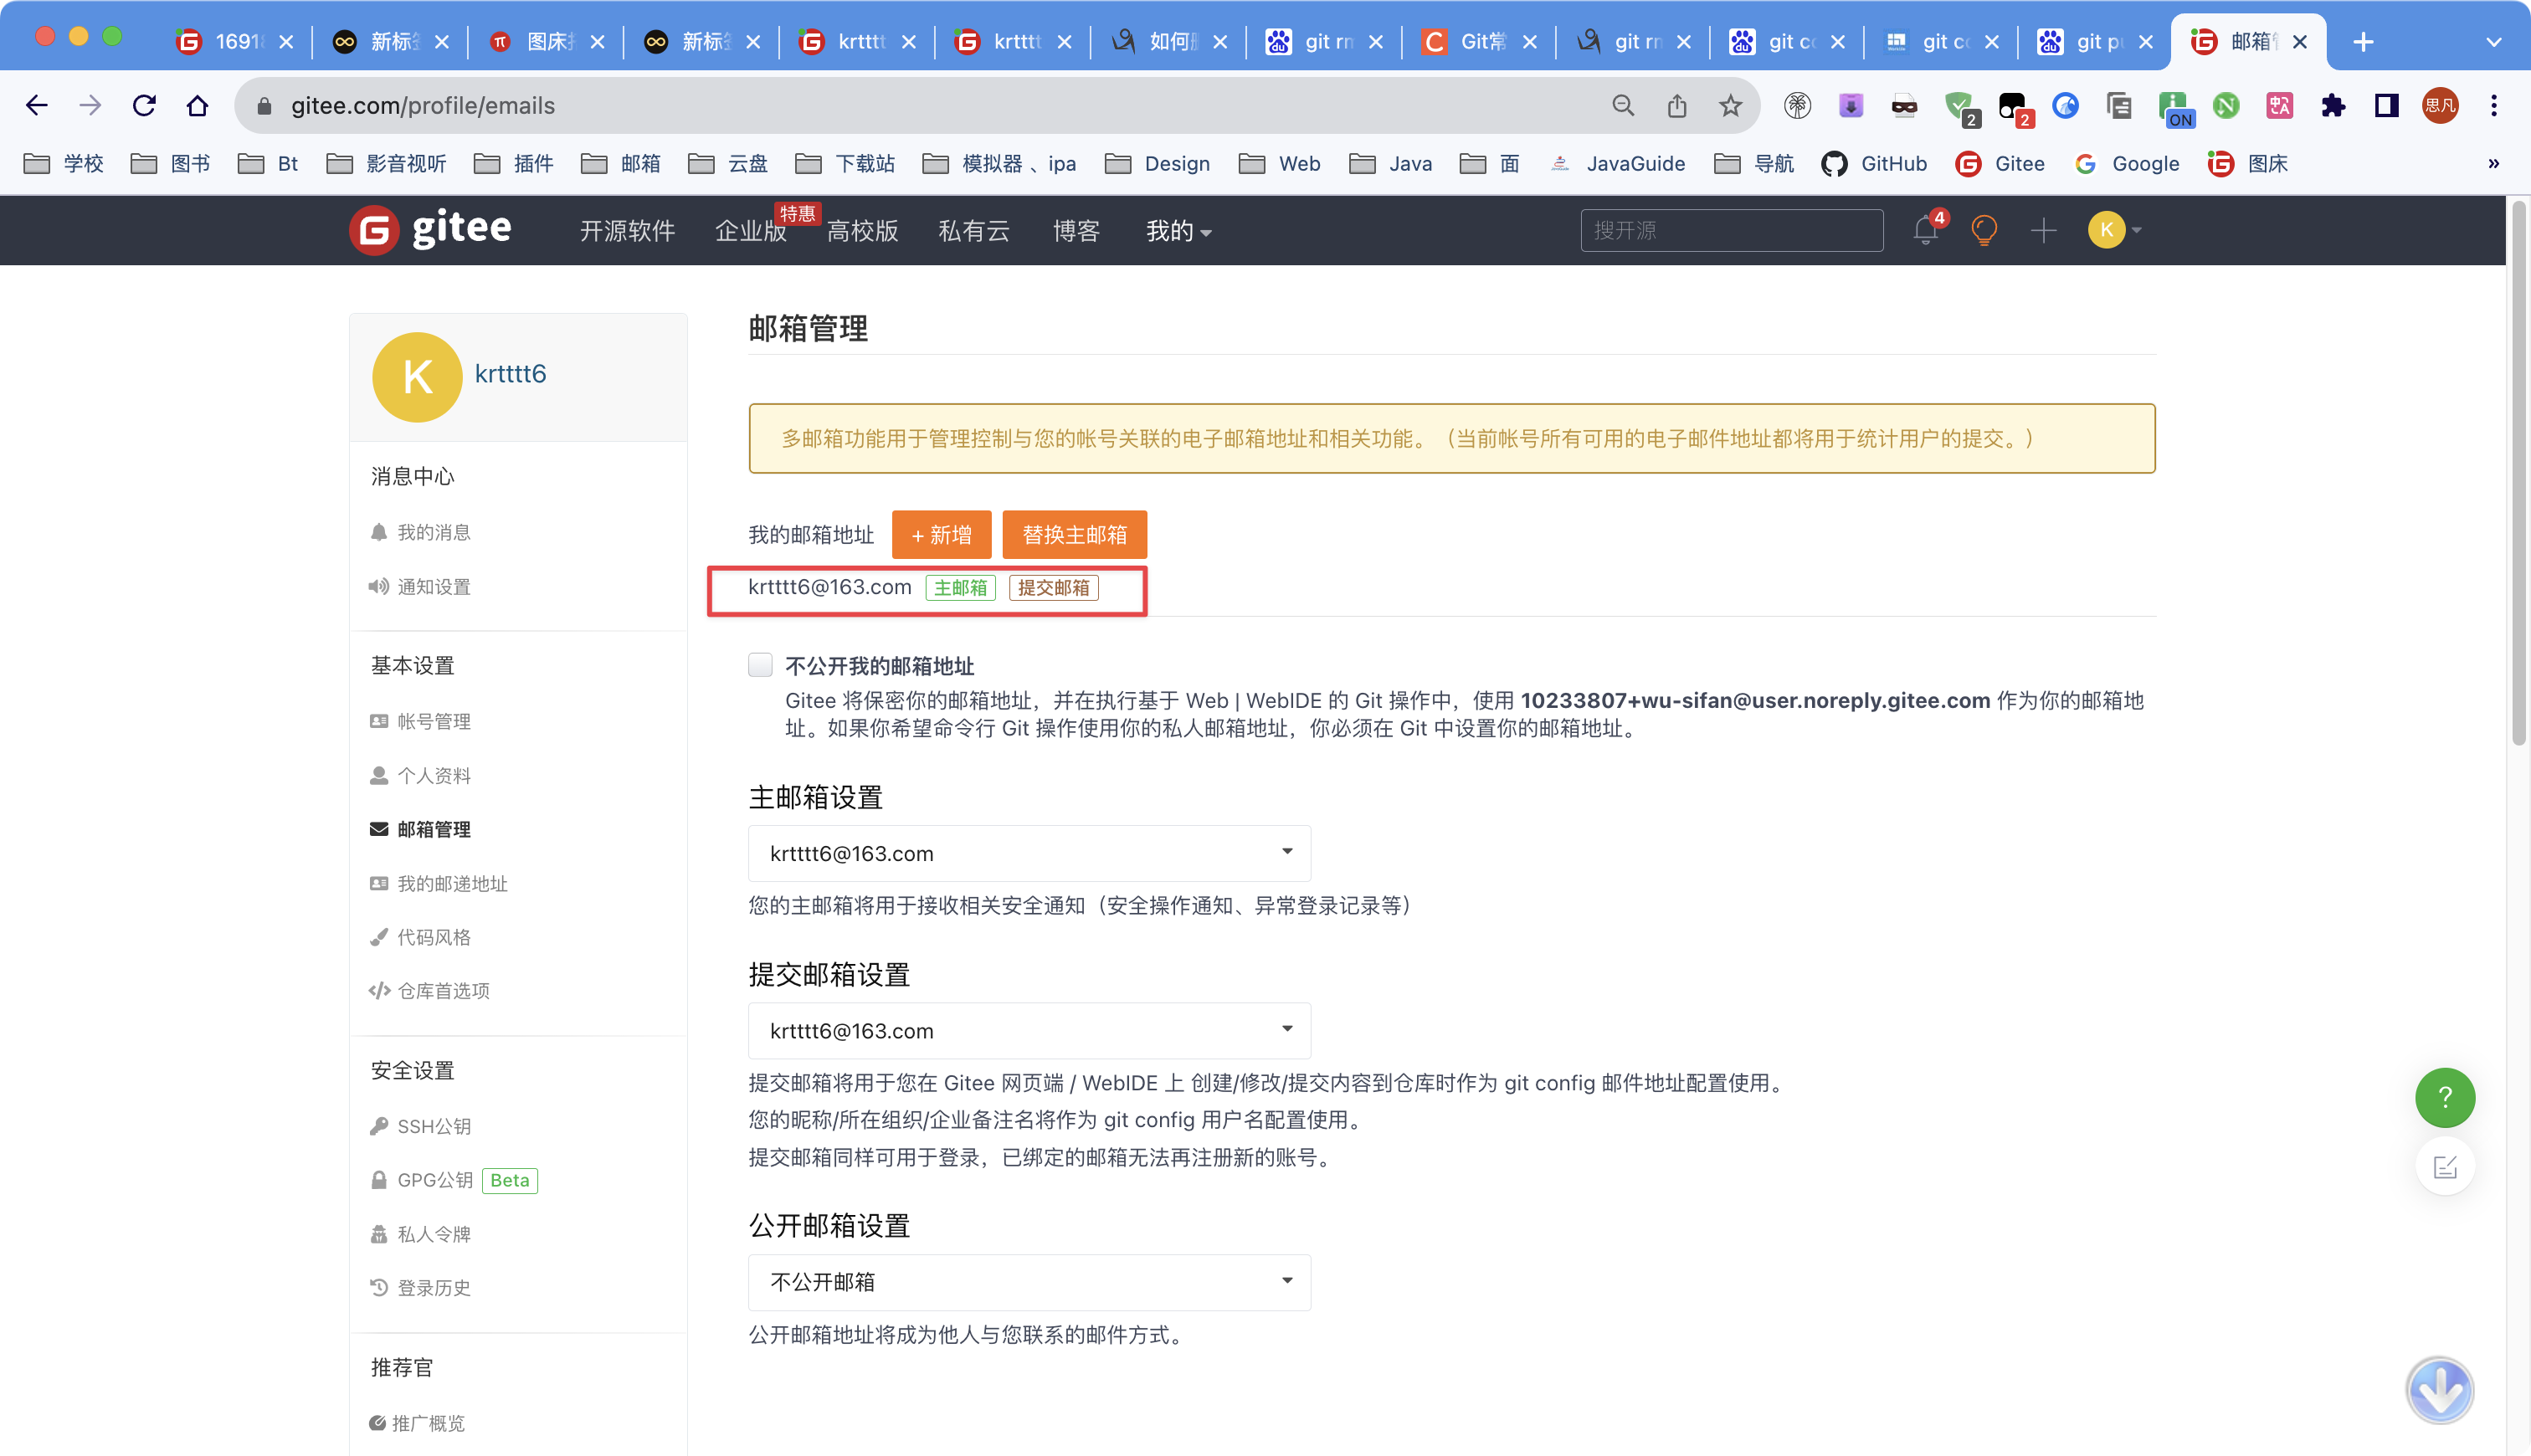 1691
新标
图床
新标
krttt
krttt
如何
git r
Git常
git r
git c
git c
git p
邮箱
gitee.com/profile/emails
2
2
ON
思凡
学校
图书
Bt
影音视听
插件
邮箱
云盘
下载站
模拟器 、ipa
Design
Web
Java
面
JavaGuide
导航
GitHub
Gitee
Google
图床
»
gitee
开源软件
企业版
特惠
高校版
私有云
博客
我的
搜开源
4
K
K
krtttt6
消息中心
我的消息
通知设置
基本设置
帐号管理
个人资料
邮箱管理
我的邮递地址
代码风格
仓库首选项
安全设置
SSH公钥
GPG公钥 Beta
私人令牌
登录历史
推荐官
推广概览
邮箱管理
多邮箱功能用于管理控制与您的帐号关联的电子邮箱地址和相关功能。（当前帐号所有可用的电子邮件地址都将用于统计用户的提交。）
我的邮箱地址 + 新增 替换主邮箱
krtttt6@163.com 主邮箱 提交邮箱
不公开我的邮箱地址
Gitee 将保密你的邮箱地址，并在执行基于 Web | WebIDE 的 Git 操作中，使用 10233807+wu-sifan@user.noreply.gitee.com 作为你的邮箱地
址。如果你希望命令行 Git 操作使用你的私人邮箱地址，你必须在 Git 中设置你的邮箱地址。
主邮箱设置
krtttt6@163.com
您的主邮箱将用于接收相关安全通知（安全操作通知、异常登录记录等）
提交邮箱设置
krtttt6@163.com
提交邮箱将用于您在 Gitee 网页端 / WebIDE 上 创建/修改/提交内容到仓库时作为 git config 邮件地址配置使用。
您的昵称/所在组织/企业备注名将作为 git config 用户名配置使用。
提交邮箱同样可用于登录，已绑定的邮箱无法再注册新的账号。
公开邮箱设置
不公开邮箱
公开邮箱地址将成为他人与您联系的邮件方式。
?